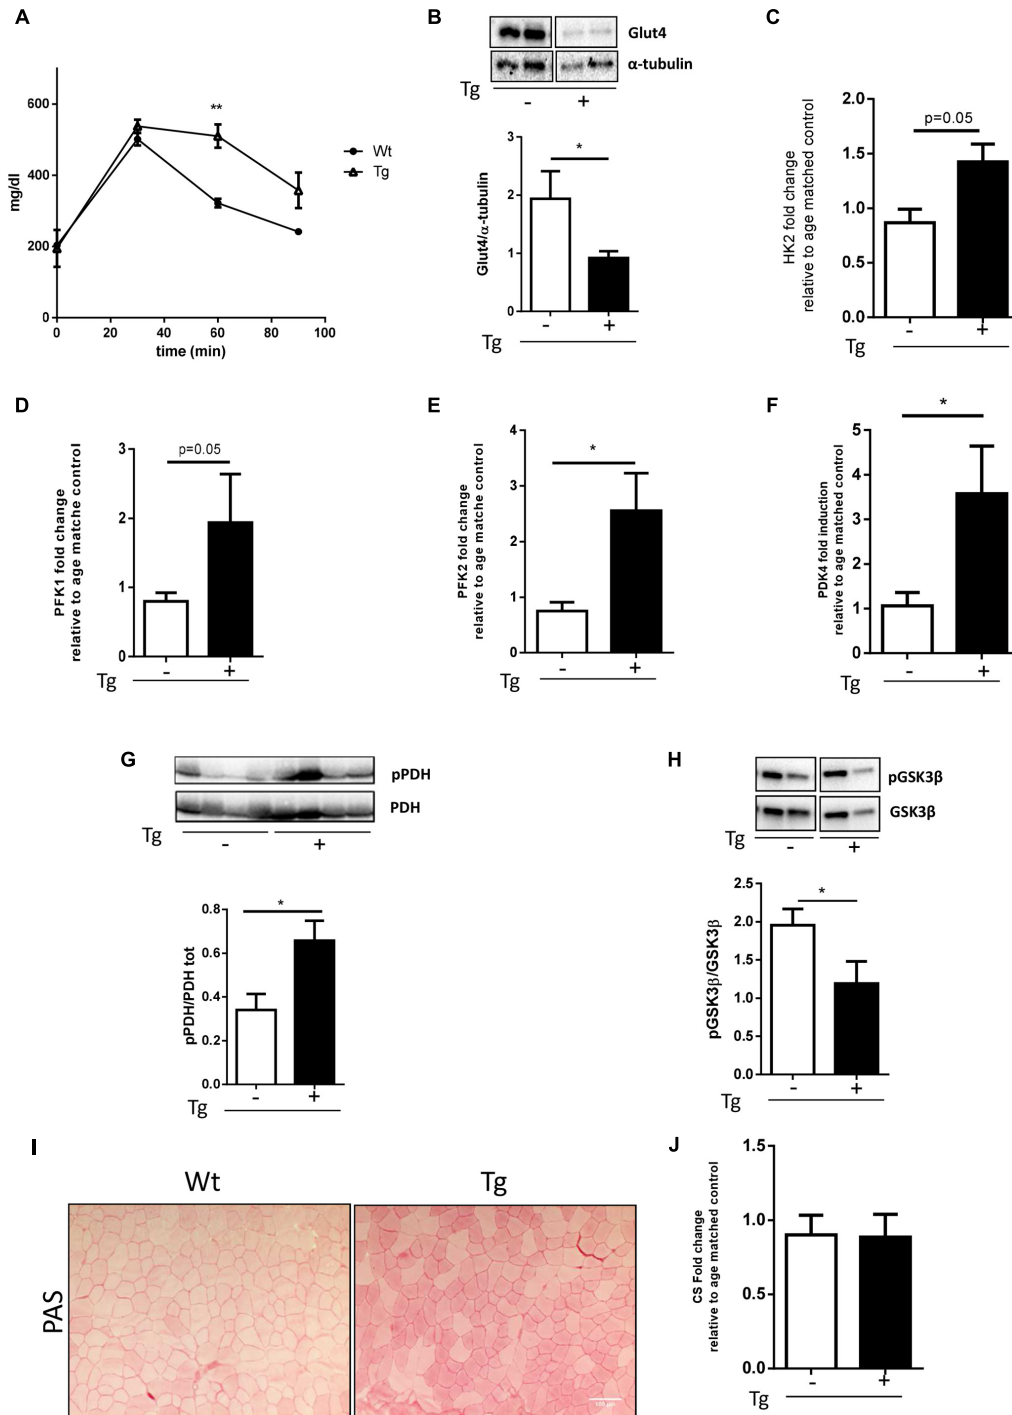 A
mg/dl
600
400
200
0
0 20 40 60 80 100
time (min)
**
Wt
Tg
B
Glut4
α-tubulin
Tg
- +
Glut4/α-tubulin
3
2
1
0
*
- +
Tg
C
HK2 fold change
relative to age matched control
2.0
1.5
1.0
0.5
0.0
p=0.05
- +
Tg
D
PFK1 fold change
relative to age matche control
3
2
1
0
p=0.05
- +
Tg
E
PFK2 fold change
relative to age matched control
4
3
2
1
0
*
- +
Tg
F
PDK4 fold induction
relative to age matched control
5
4
3
2
1
0
*
- +
Tg
G
pPDH
PDH
Tg
- +
pPDH/PDH tot
0.8
0.6
0.4
0.2
0.0
*
- +
Tg
H
pGSK3β
GSK3β
Tg
- +
pGSK3β/GSK3β
2.5
2.0
1.5
1.0
0.5
0.0
*
- +
Tg
I
Wt
Tg
PAS
J
CS Fold change
relative to age matched control
1.5
1.0
0.5
0.0
- +
Tg